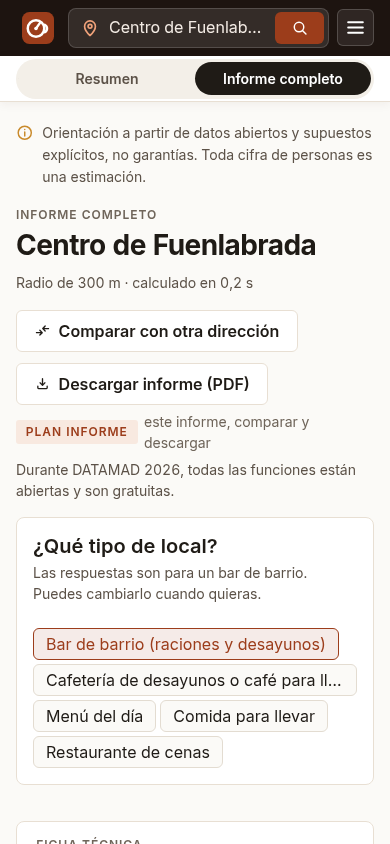 Centro de Fuenlab...
Resumen
Informe completo
Orientación a partir de datos abiertos y supuestos
explícitos, no garantías. Toda cifra de personas es
una estimación.
INFORME COMPLETO
Centro de Fuenlabrada
Radio de 300 m · calculado en 0,2 s
Comparar con otra dirección
Descargar informe (PDF)
PLAN INFORME
este informe, comparar y
descargar
Durante DATAMAD 2026, todas las funciones están
abiertas y son gratuitas.
¿Qué tipo de local?
Las respuestas son para un bar de barrio.
Puedes cambiarlo cuando quieras.
Bar de barrio (raciones y desayunos)
Cafetería de desayunos o café para ll...
Menú del día
Comida para llevar
Restaurante de cenas
FICHA TÉCNICA